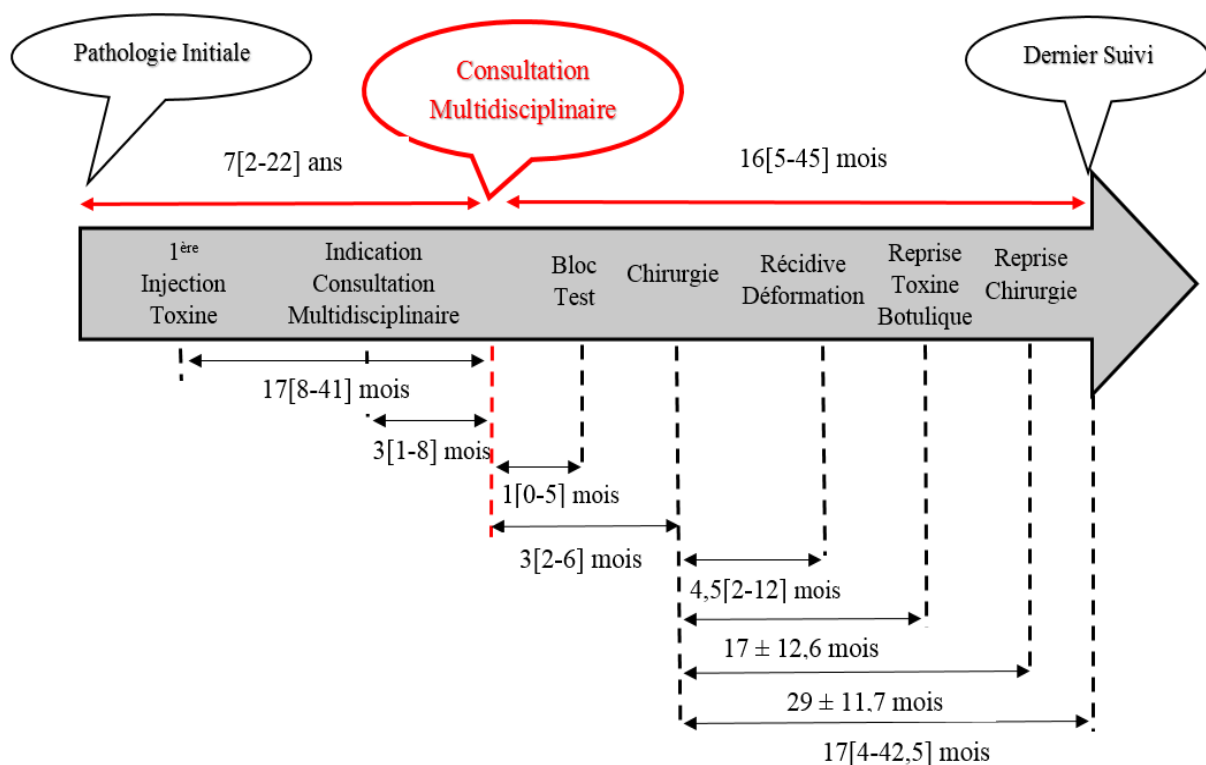 Pathologie Initiale
Consultation
Multidisciplinaire
Dernier Suivi
7[2-22] ans
16[5-45] mois
1ère
Injection
Toxine
Indication
Consultation
Multidisciplinaire
Bloc
Test
Chirurgie
Récidive
Déformation
Reprise
Toxine
Botulique
Reprise
Chirurgie
17[8-41] mois
3[1-8] mois
1[0-5] mois
3[2-6] mois
4,5[2-12] mois
17 ± 12,6 mois
29 ± 11,7 mois
17[4-42,5] mois